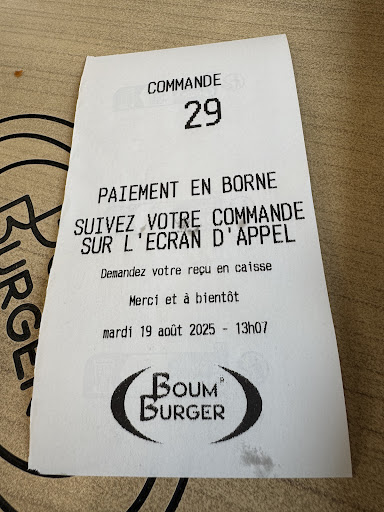 COMMANDE
29
PAIEMENT EN BORNE
SUIVEZ VOTRE COMMANDE
SUR L'ECRAN D'APPEL
Demandez votre reçu en caisse
Merci et à bientôt
mardi 19 août 2025 - 13h07
BOUM
BURGER
BURGER